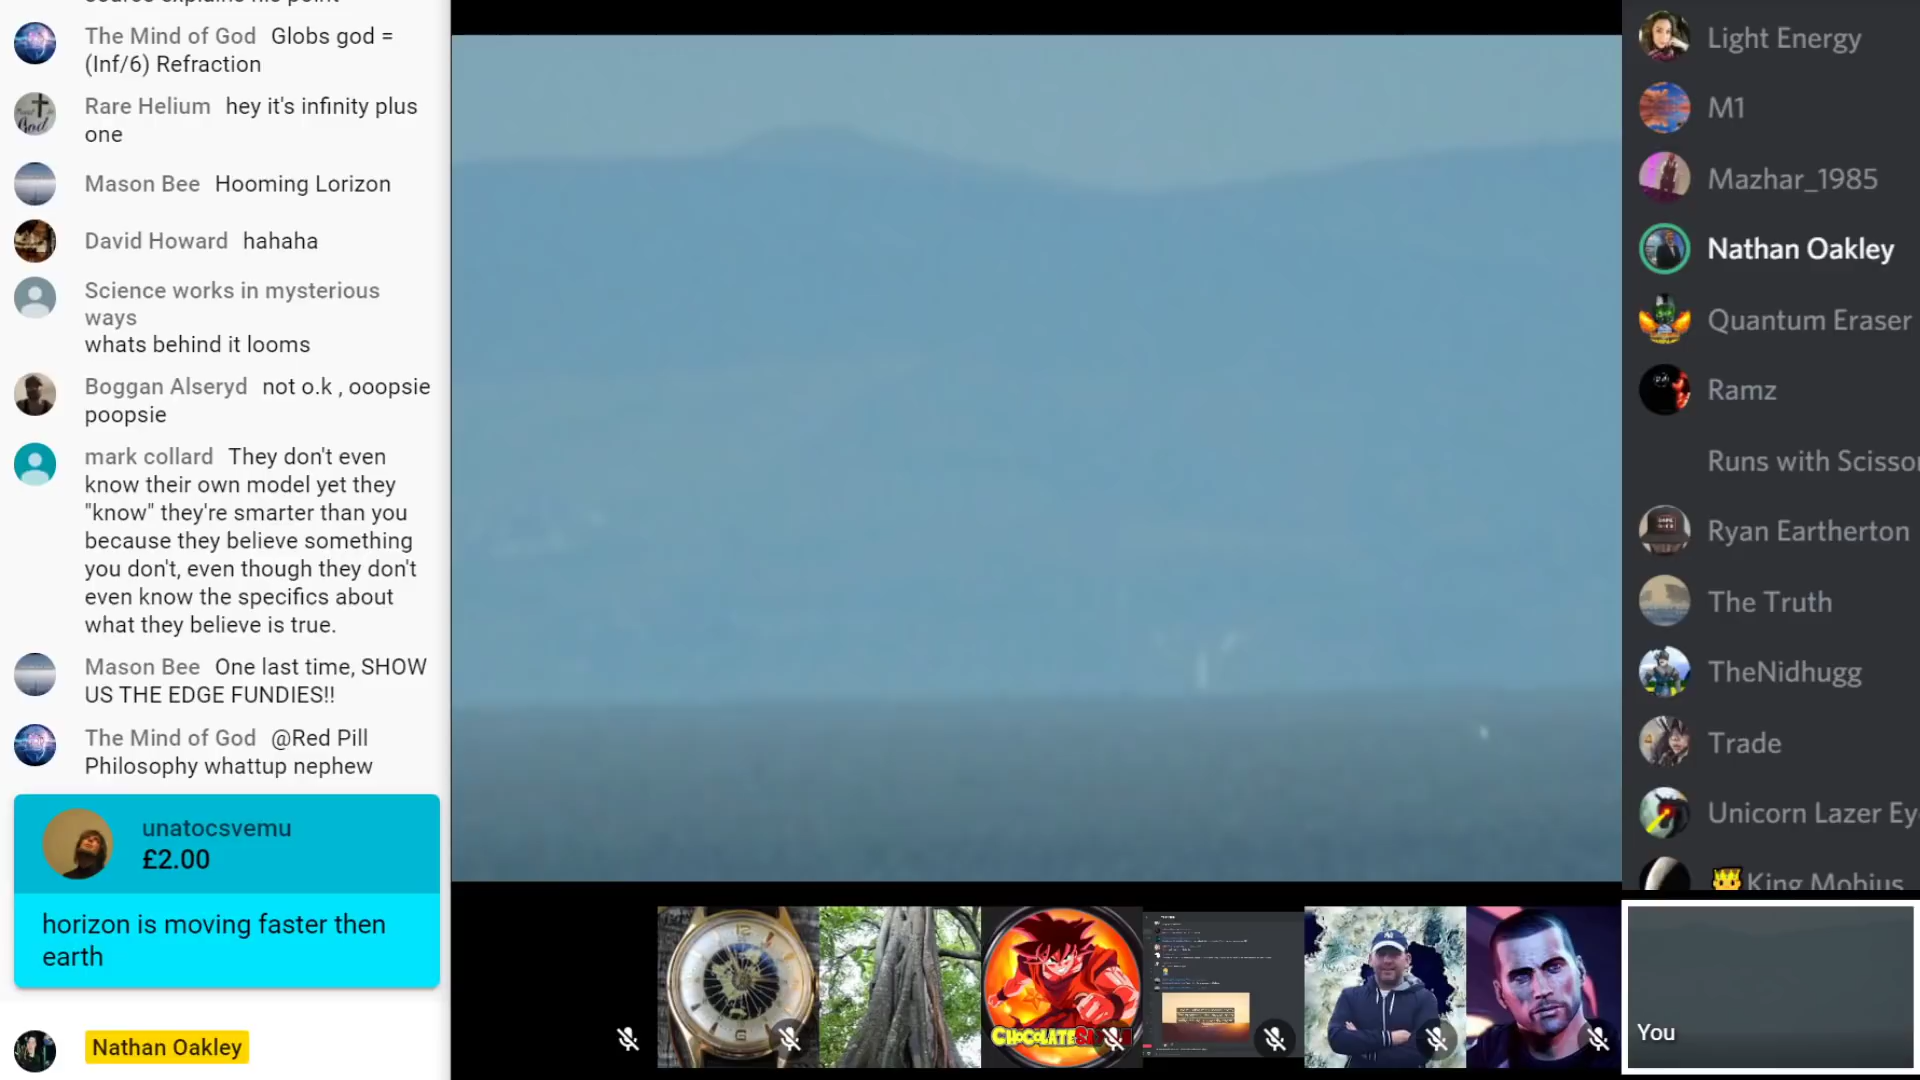 The Mind of God Globs god =
(Inf/6) Refraction
Rare Helium hey it's infinity plus
one
Mason Bee Hooming Lorizon
David Howard hahaha
Science works in mysterious
ways
whats behind it looms
Boggan Alseryd not o.k , ooopsie
poopsie
mark collard They don't even
know their own model yet they
"know" they're smarter than you
because they believe something
you don't, even though they don't
even know the specifics about
what they believe is true.
Mason Bee One last time, SHOW
US THE EDGE FUNDIES!!
The Mind of God @Red Pill
Philosophy whattup nephew
unatocsvemu
£2.00
horizon is moving faster then
earth
Nathan Oakley
Light Energy
M1
Mazhar_1985
Nathan Oakley
Quantum Eraser
Ramz
Runs with Scissor
Ryan Eartherton
The Truth
TheNidhugg
Trade
Unicorn Lazer Ey
King Mobius
You